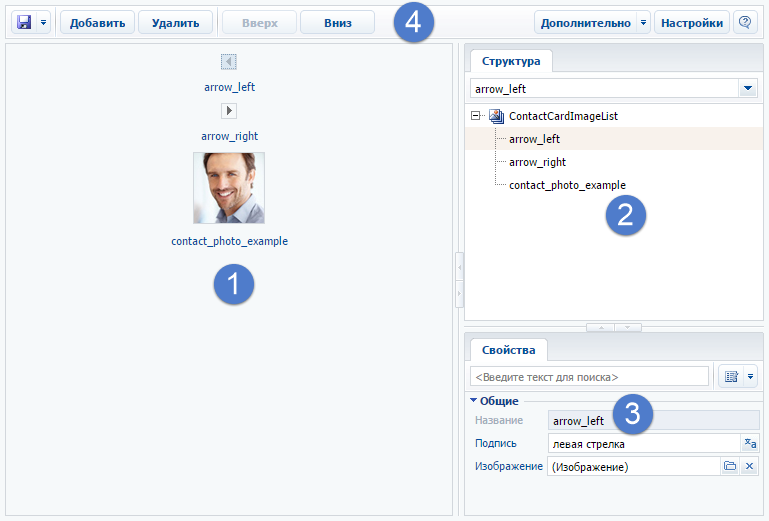 Добавить Удалить Вверх Вниз 4 Дополнительно Настройки ?
arrow_left
arrow_right
contact_photo_example
1
Структура
arrow_left
ContactCardImageList
arrow_left
arrow_right
contact_photo_example
2
Свойства
<Введите текст для поиска>
Общие
3
Название arrow_left
Подпись левая стрелка
Изображение (Изображение)